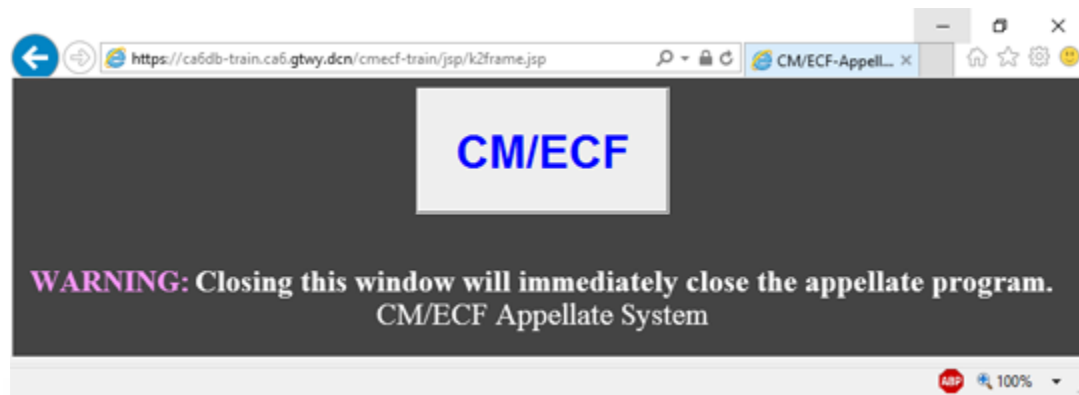 https://ca6db-train.ca6.gtwy.dcn/cmecf-train/jsp/k2frame.jsp
CM/ECF-Appell...
CM/ECF
WARNING: Closing this window will immediately close the appellate program.
CM/ECF Appellate System
ABP 100%